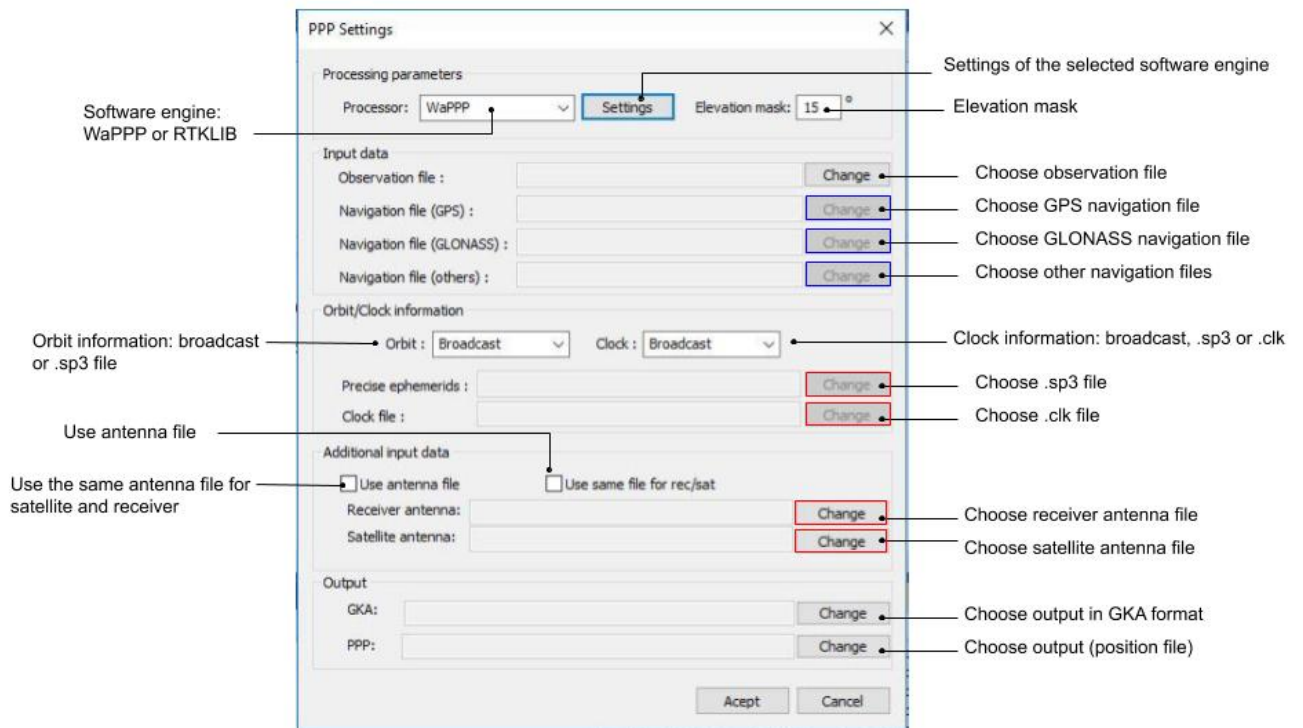 PPP Settings
Processing parameters
Settings of the selected software engine
Software engine:
WaPPP or RTKLIB
Processor: WaPPP Settings Elevation mask: 15 °
Elevation mask
Input data
Observation file : Change
Choose observation file
Navigation file (GPS) : Change
Choose GPS navigation file
Navigation file (GLONASS) : Change
Choose GLONASS navigation file
Navigation file (others) : Change
Choose other navigation files
Orbit/Clock information
Orbit information: broadcast
or .sp3 file
Orbit : Broadcast Clock : Broadcast
Clock information: broadcast, .sp3 or .clk
Precise ephemerids : Change
Choose .sp3 file
Clock file : Change
Choose .clk file
Use antenna file
Additional input data
Use the same antenna file for
satellite and receiver
Use antenna file Use same file for rec/sat
Receiver antenna: Change
Choose receiver antenna file
Satellite antenna: Change
Choose satellite antenna file
Output
GKA: Change
Choose output in GKA format
PPP: Change
Choose output (position file)
Acept Cancel